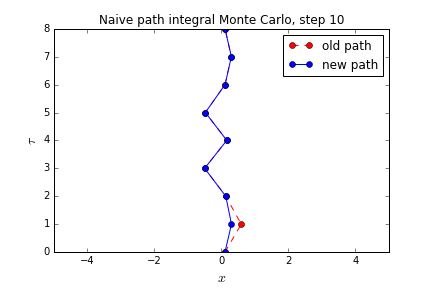 Naive path integral Monte Carlo, step 10
8
7
6
5
4
3
2
1
0
τ
old path
new path
−4 −2 0 2 4
x